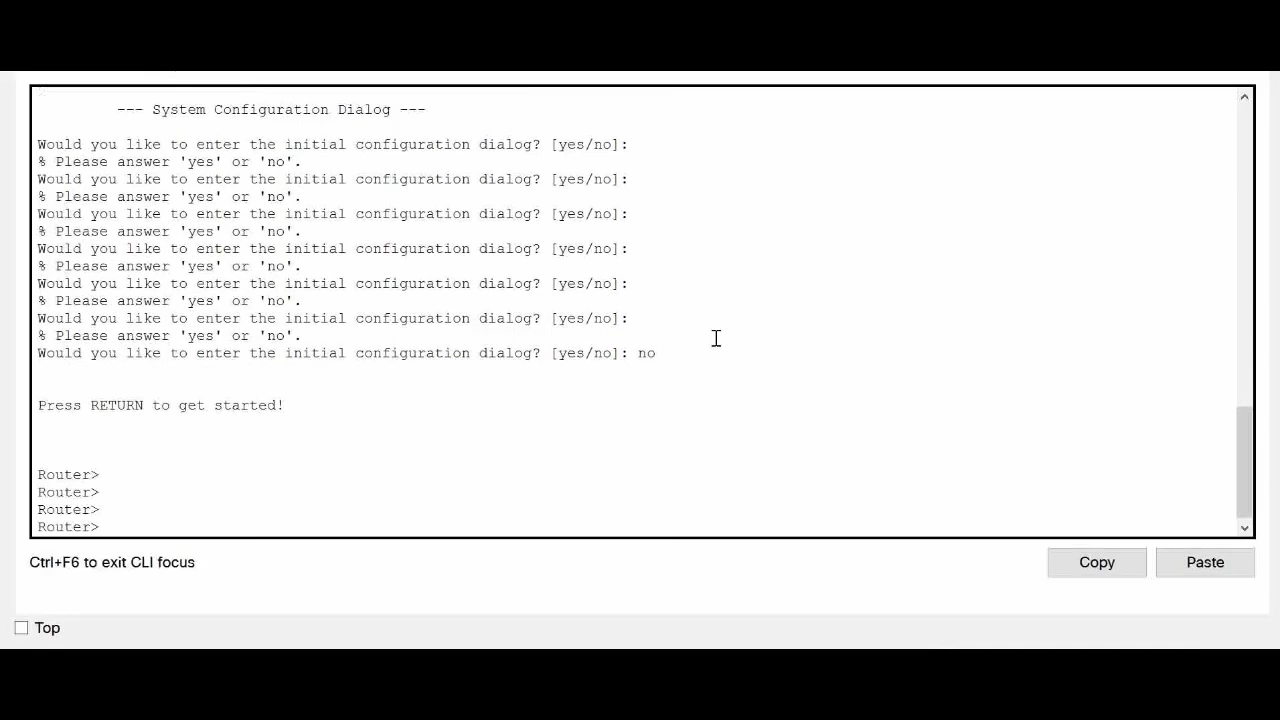 --- System Configuration Dialog ---
Would you like to enter the initial configuration dialog? [yes/no]:
% Please answer 'yes' or 'no'.
Would you like to enter the initial configuration dialog? [yes/no]:
% Please answer 'yes' or 'no'.
Would you like to enter the initial configuration dialog? [yes/no]:
% Please answer 'yes' or 'no'.
Would you like to enter the initial configuration dialog? [yes/no]:
% Please answer 'yes' or 'no'.
Would you like to enter the initial configuration dialog? [yes/no]:
% Please answer 'yes' or 'no'.
Would you like to enter the initial configuration dialog? [yes/no]:
% Please answer 'yes' or 'no'.
Would you like to enter the initial configuration dialog? [yes/no]: no
Press RETURN to get started!
Router>
Router>
Router>
Router>
Ctrl+F6 to exit CLI focus
Copy
Paste
Top